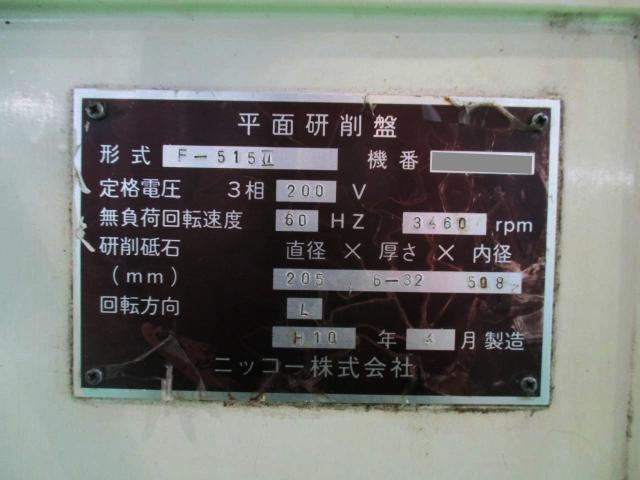 平面研削盤
形式 F-515Ⅱ 機番
定格電圧 3相 200 V
無負荷回転速度 60 HZ 3460 rpm
研削砥石 直径 × 厚さ × 内径
(mm) 205 6-32 508
回転方向 L
H10 年 月 製造
ニッコー株式会社